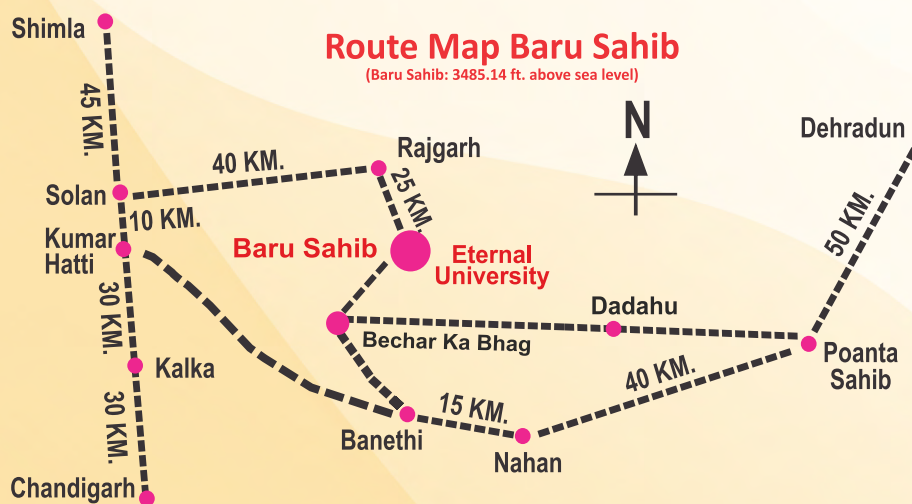 Shimla
Route Map Baru Sahib
(Baru Sahib: 3485.14 ft. above sea level)
45 KM.
N
Dehradun
40 KM.
Rajgarh
25 KM.
Solan
10 KM.
50 KM.
Kumar
Hatti
Baru Sahib
Eternal
University
30 KM.
Dadahu
Bechar Ka Bhag
Poanta
Sahib
Kalka
40 KM.
30 KM.
15 KM.
Banethi
Nahan
Chandigarh